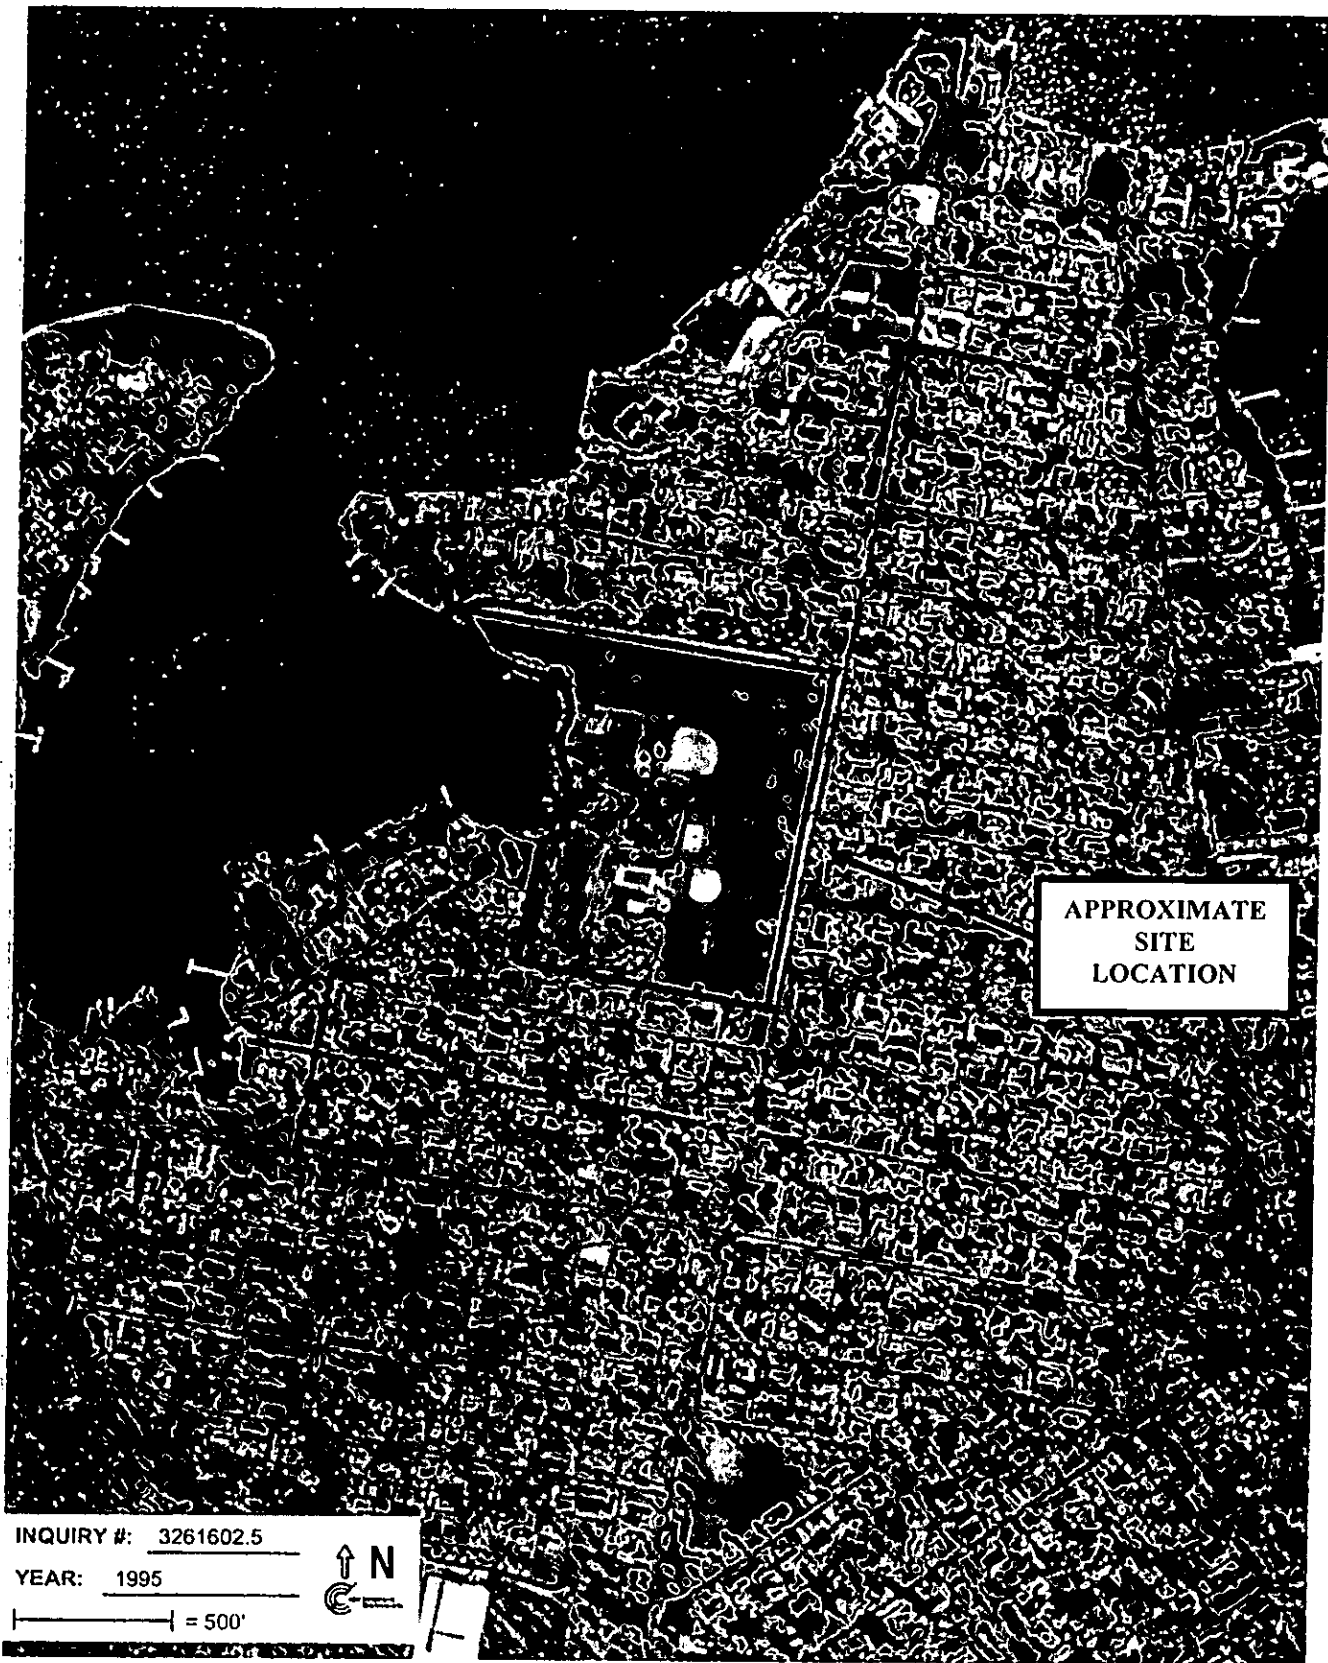 APPROXIMATE
SITE
LOCATION
INQUIRY #: 3261602.5
YEAR: 1995
N
= 500'